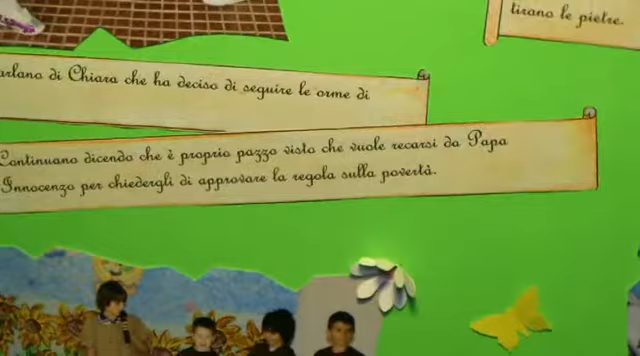 tirano le pietre.
arlano di Chiara che ha deciso di seguire le orme di
Continuano dicendo che è proprio pazzo visto che vuole recarsi da Papa
Innocenzo per chiedergli di approvare la regola sulla povertà.